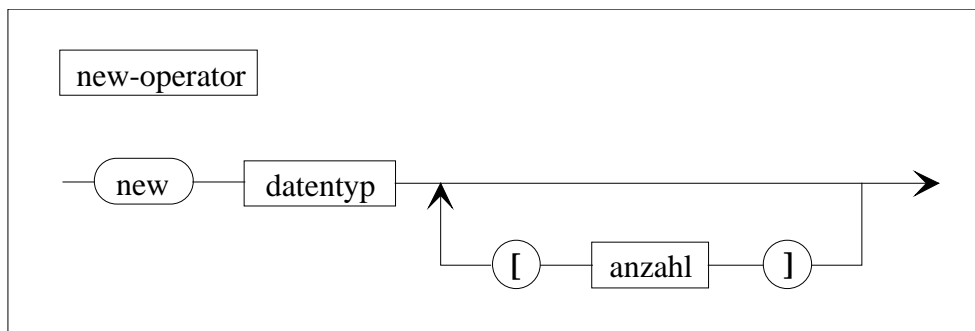 new-operator
new datentyp
[ anzahl ]